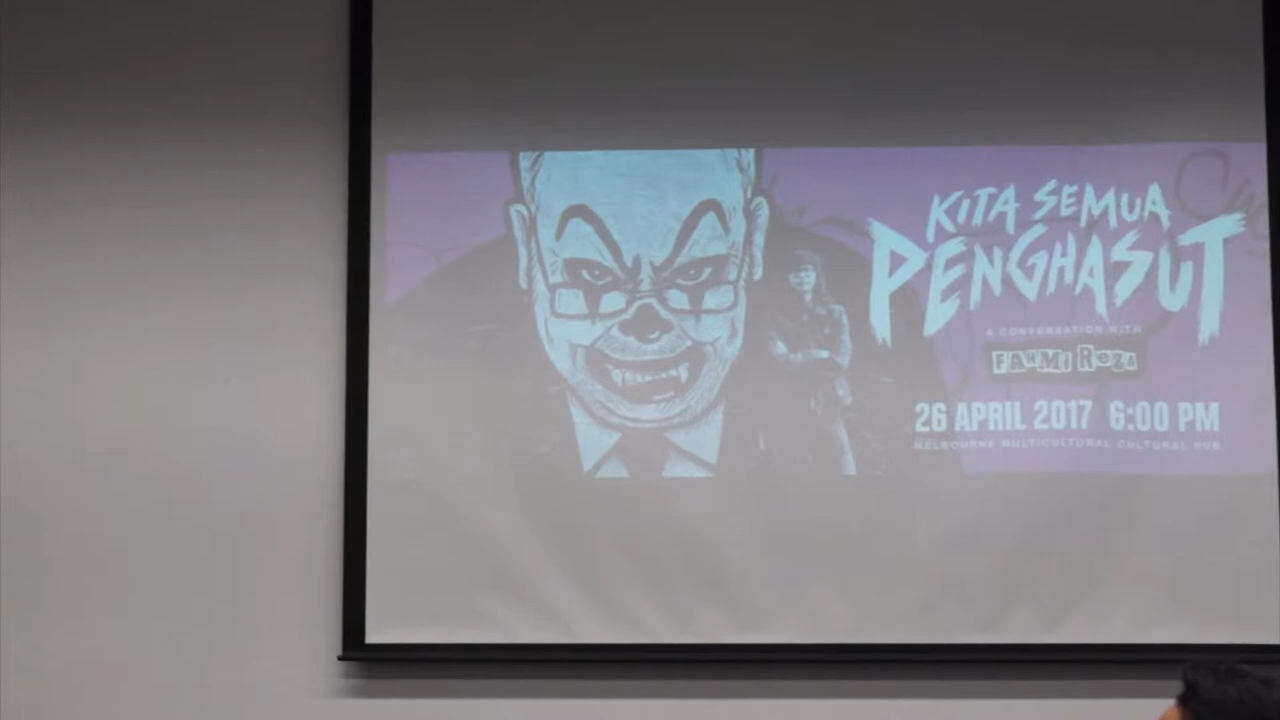 KITA SEMUA
PENGHASUT
A CONVERSATION WITH
FAHMI REZA
26 APRIL 2017 6:00 PM
MELBOURNE MULTICULTURAL CULTURAL HUB